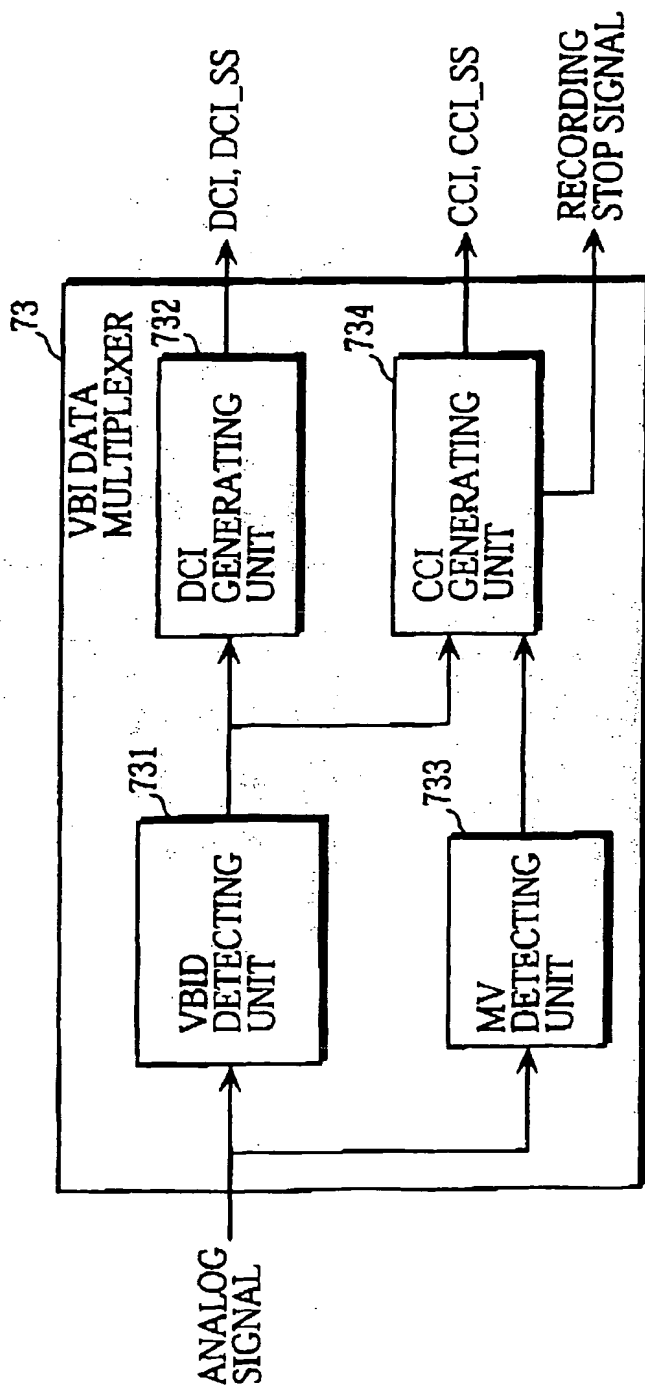 73
VBI DATA
MULTIPLEXER
ANALOG
SIGNAL
731
VBID
DETECTING
UNIT
732
DCI
GENERATING
UNIT
DCI, DCI_SS
733
MV
DETECTING
UNIT
734
CCI
GENERATING
UNIT
CCI, CCI_SS
RECORDING
STOP SIGNAL